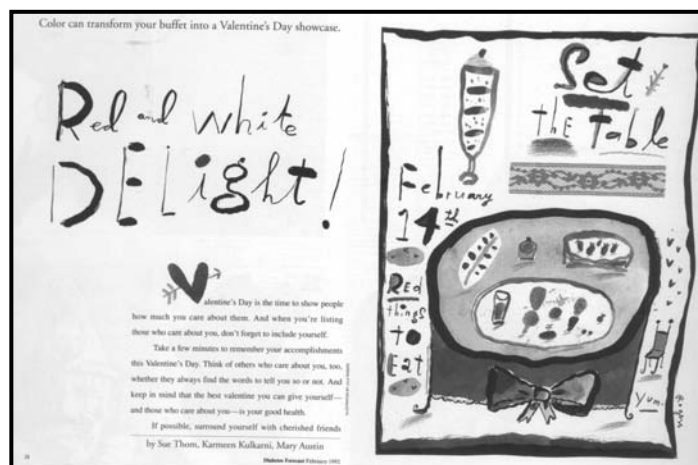 Color can transform your buffet into a Valentine's Day showcase.
Red and white
DELight!
Valentine's Day is the time to show people
how much you care about them. And when you're listing
those who care about you, don't forget to include yourself.
Take a few minutes to remember your accomplishments
this Valentine's Day. Think of others who care about you, too,
whether they always find the words to tell you so or not. And
keep in mind that the best valentine you can give yourself—
and those who care about you—is your good health.
If possible, surround yourself with cherished friends
by Sue Thom, Karmeen Kulkarni, Mary Austin
Diabetes Forecast February 1992
Set
thE Table
February
14th
REd
things
to
Eat
Yum.